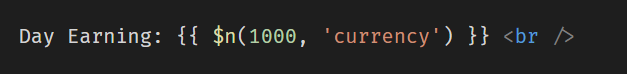 Day Earning: {{ $n(1000, 'currency') }} <br />